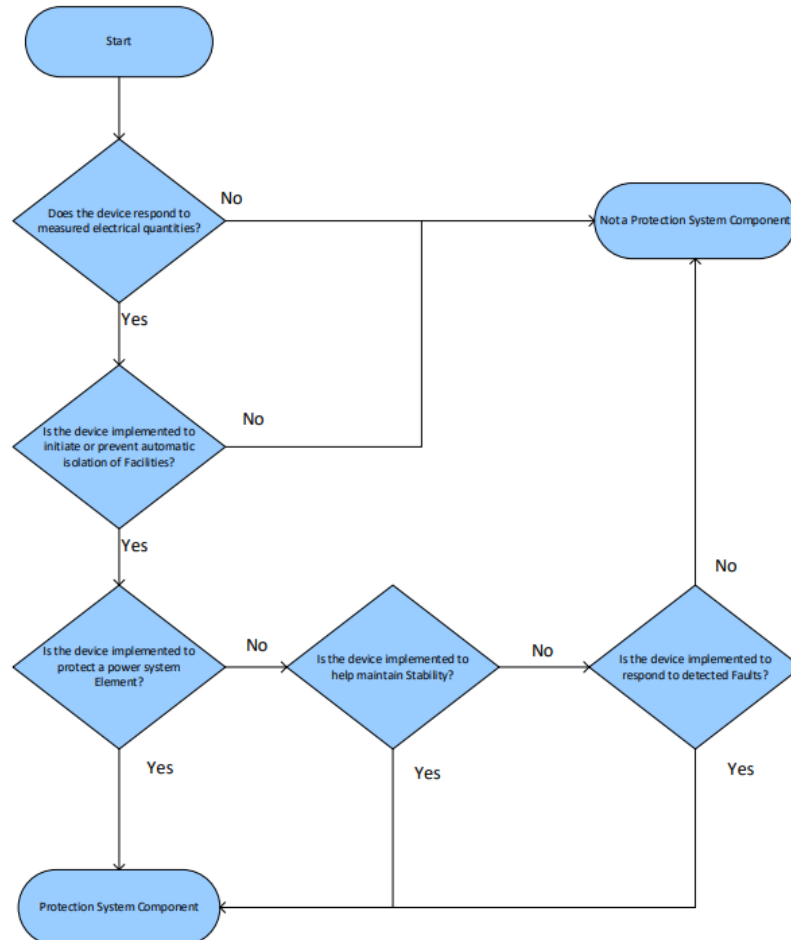 Start
Does the device respond to
measured electrical quantities?
No
Not a Protection System Component
Yes
Is the device implemented to
initiate or prevent automatic
isolation of Facilities?
No
Yes
Is the device implemented to
protect a power system
Element?
No
Is the device implemented to
help maintain Stability?
No
Is the device implemented to
respond to detected Faults?
No
Yes
Yes
Yes
Protection System Component